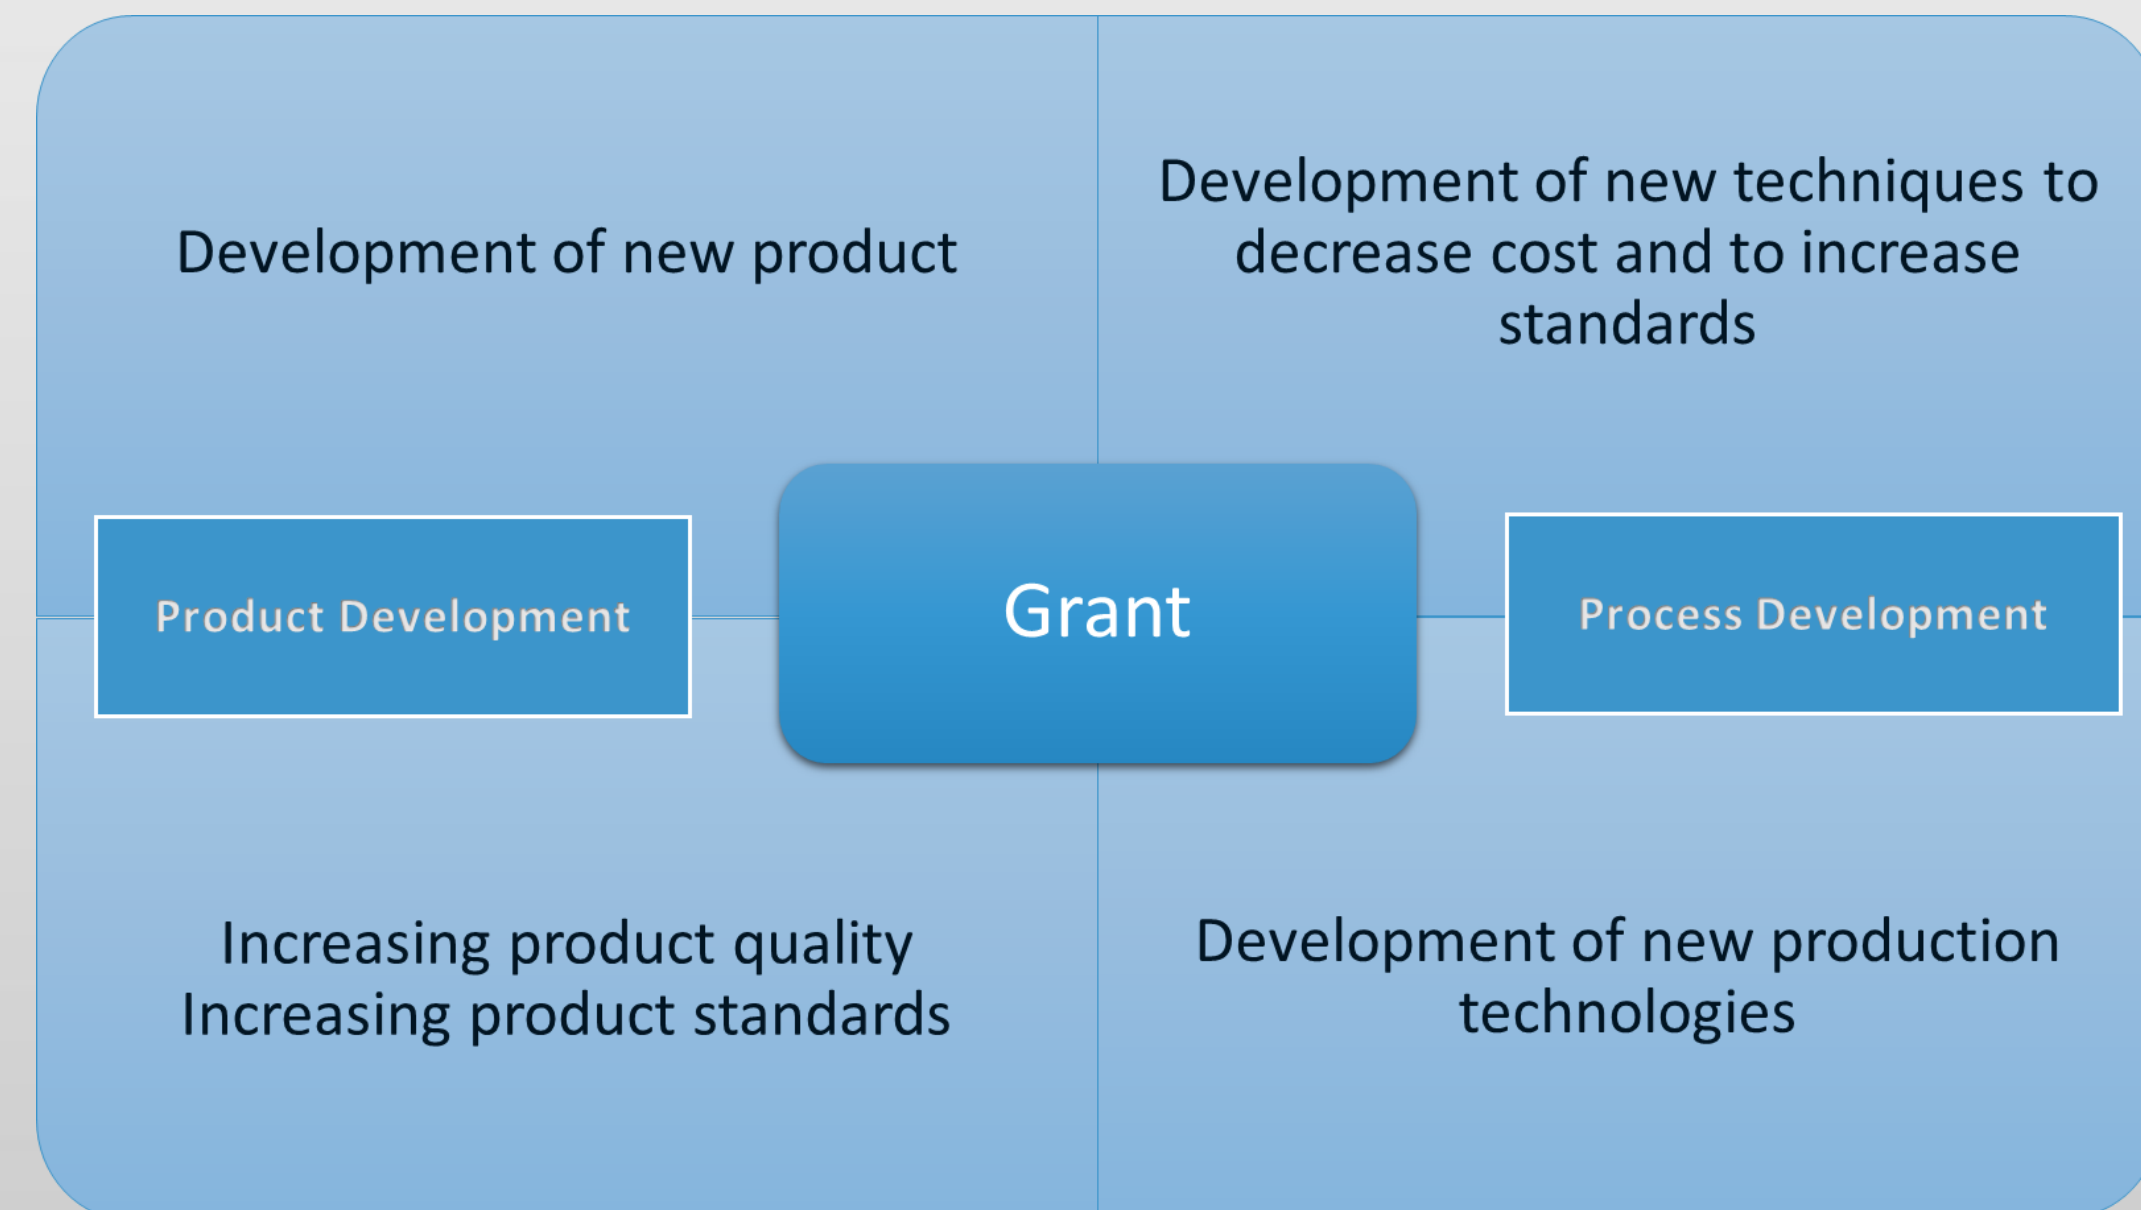 Development of new product
Development of new techniques to
decrease cost and to increase
standards
Product Development
Grant
Process Development
Increasing product quality
Increasing product standards
Development of new production
technologies